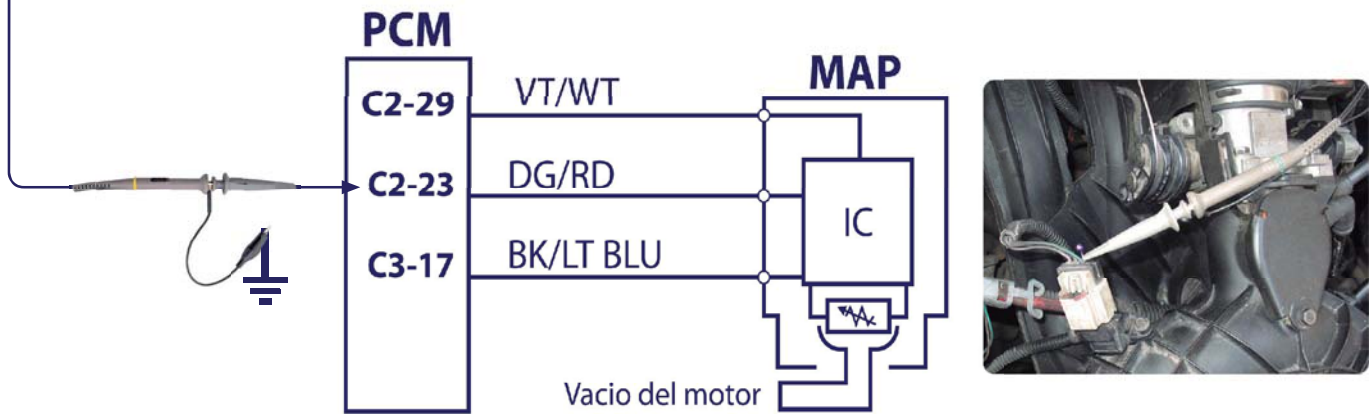 PCM
MAP
C2-29
VT/WT
C2-23
DG/RD
IC
C3-17
BK/LT BLU
Vacio del motor